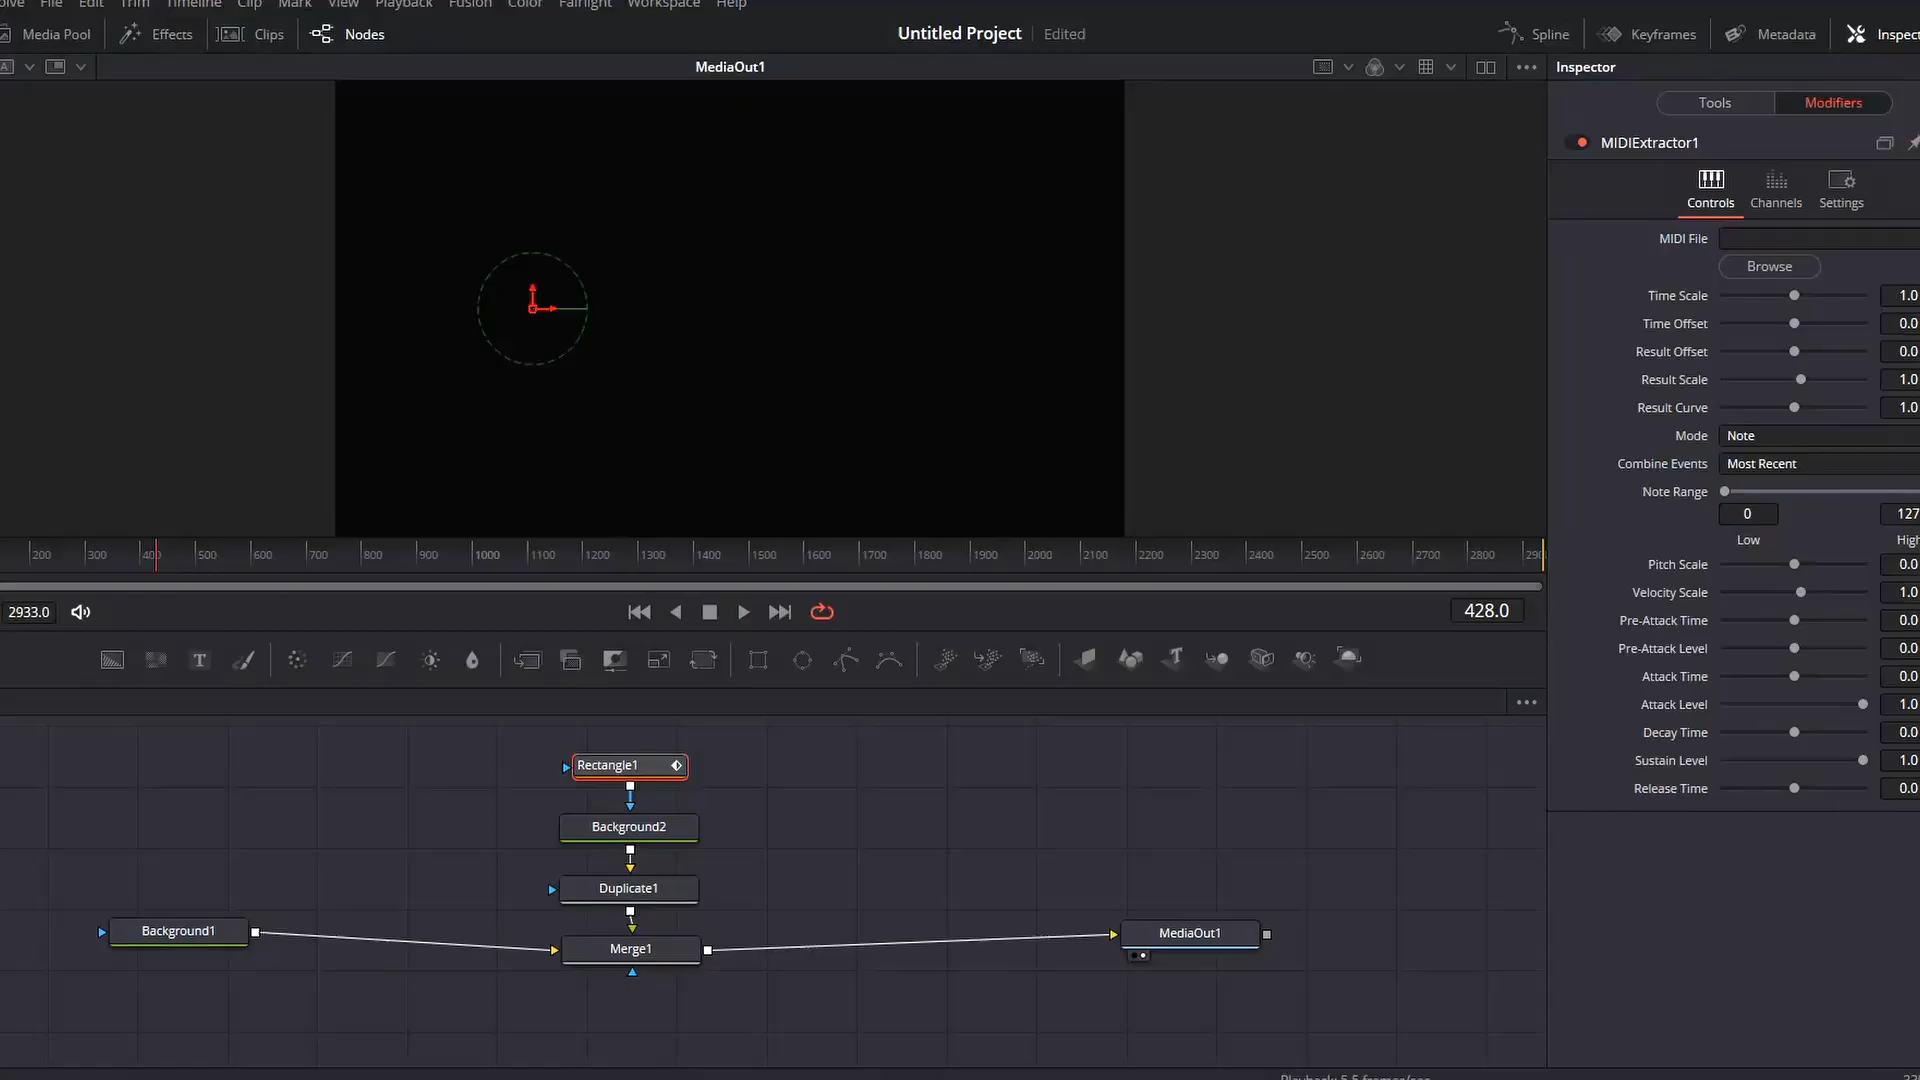 File Edit Trim Timeline Clip Mark View Playback Fusion Color Fairlight Workspace Help
Media Pool Effects Clips Nodes Untitled Project Edited Spline Keyframes Metadata Inspect
MediaOut1 Inspector
Tools Modifiers
MIDIExtractor1
Controls Channels Settings
MIDI File
Browse
Time Scale 1.0
Time Offset 0.0
Result Offset 0.0
Result Scale 1.0
Result Curve 1.0
Mode Note
Combine Events Most Recent
Note Range
0 127
Low High
Pitch Scale 0.0
Velocity Scale 1.0
Pre-Attack Time 0.0
Pre-Attack Level 0.0
Attack Time 0.0
Attack Level 1.0
Decay Time 0.0
Sustain Level 1.0
Release Time 0.0
200 300 400 500 600 700 800 900 1000 1100 1200 1300 1400 1500 1600 1700 1800 1900 2000 2100 2200 2300 2400 2500 2600 2700 2800 290
2933.0 428.0
T
Rectangle1
Background2
Duplicate1
Background1
Merge1
MediaOut1